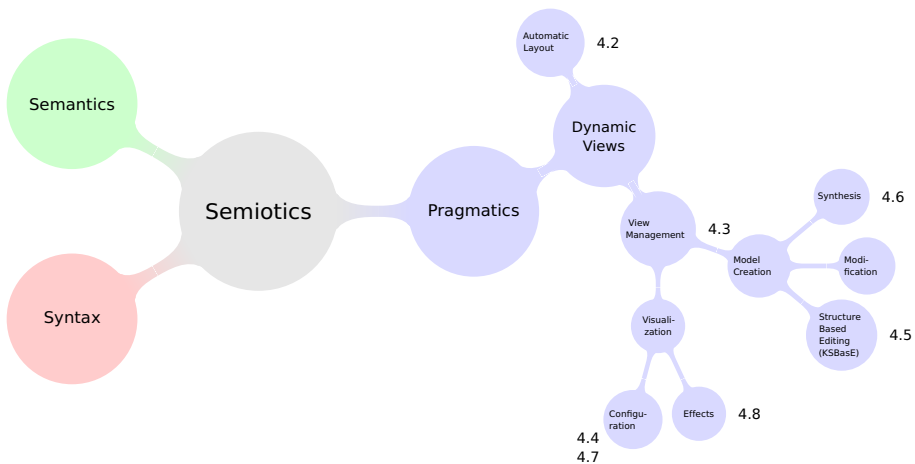 Automatic
Layout
4.2
Semantics
Dynamic
Views
Semiotics
Pragmatics
View
Management
4.3
Synthesis
4.6
Model
Creation
Modi-
fication
Syntax
Visuali-
zation
Structure
Based
Editing
(KSBasE)
4.5
Configu-
ration
4.4
4.7
Effects
4.8